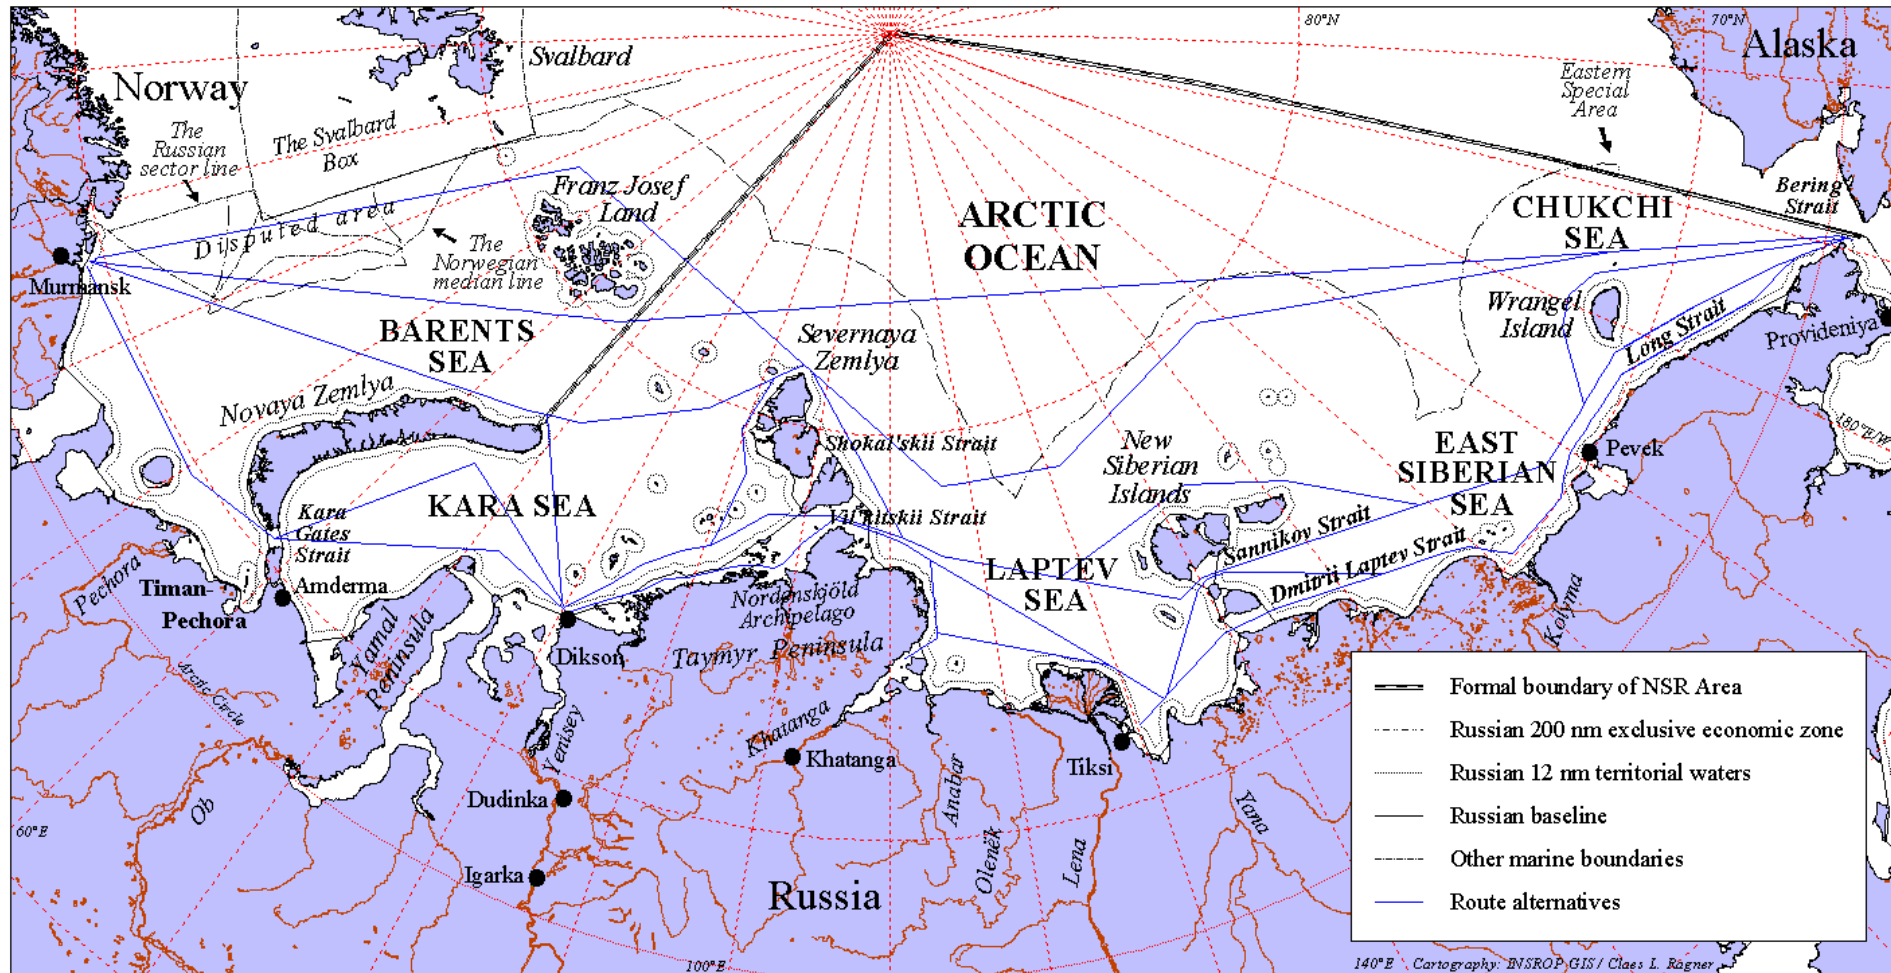 80°N
70°N
Alaska
Svalbard
Norway
Eastern
Special
Area
The
Russian
sector line
The Svalbard
Box
Franz Josef
Land
Bering
Strait
ARCTIC
OCEAN
CHUKCHI
SEA
Disputed area
The
Norwegian
median line
Murmansk
Wrangel
Island
Long Strait
Provideniya
BARENTS
SEA
Severnaya
Zemlya
Novaya Zemlya
180°E/W
Shokal'skii Strait
New
Siberian
Islands
EAST
SIBERIAN
SEA
Pevek
KARA SEA
Kara
Gates
Strait
Vil'kitskii Strait
Sannikov Strait
Dmitrii Laptev Strait
LAPTEV
SEA
Pechora
Timan-
Pechora
Amderma
Nordenskjöld
Archipelago
Kolyma
Yamal
Peninsula
Dikson
Taymyr Peninsula
Arctic Circle
Khatanga
Yenisey
Khatanga
Tiksi
Dudinka
Ob
Anabar
Yana
60°E
Olenëk
Lena
Igarka
Russia
100°E
Formal boundary of NSR Area
Russian 200 nm exclusive economic zone
Russian 12 nm territorial waters
Russian baseline
Other marine boundaries
Route alternatives
140°E
Cartography: INSROP GIS / Claes L. Ragner